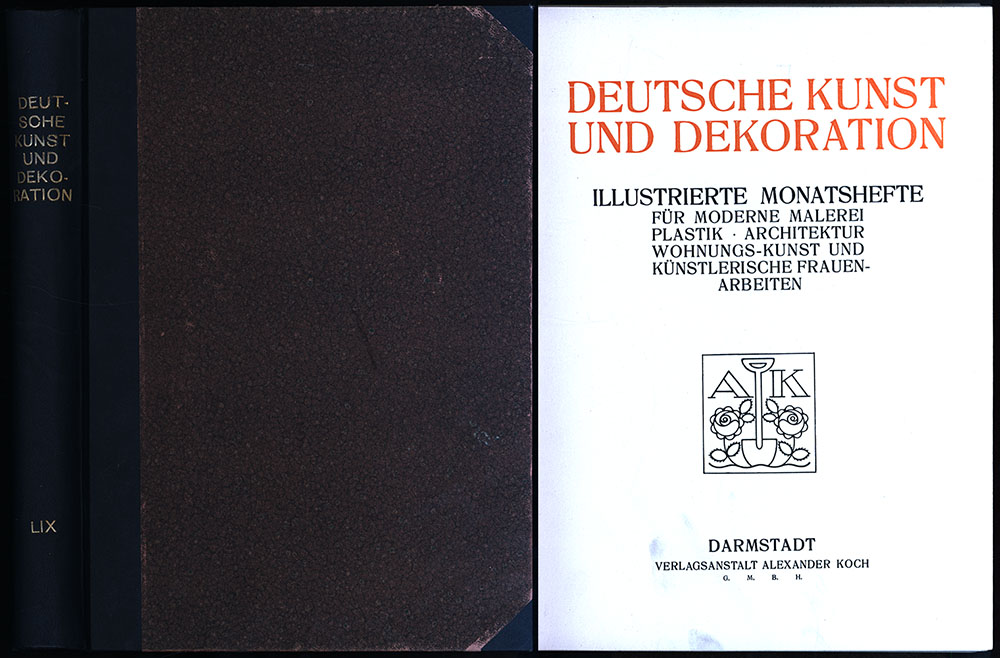 DEUT-
SCHE
KUNST
UND
DEKO-
RATION
LIX
DEUTSCHE KUNST
UND DEKORATION
ILLUSTRIERTE MONATSHEFTE
FÜR MODERNE MALEREI
PLASTIK · ARCHITEKTUR
WOHNUNGS-KUNST UND
KÜNSTLERISCHE FRAUEN-
ARBEITEN
A K
DARMSTADT
VERLAGSANSTALT ALEXANDER KOCH
G. M. B. H.